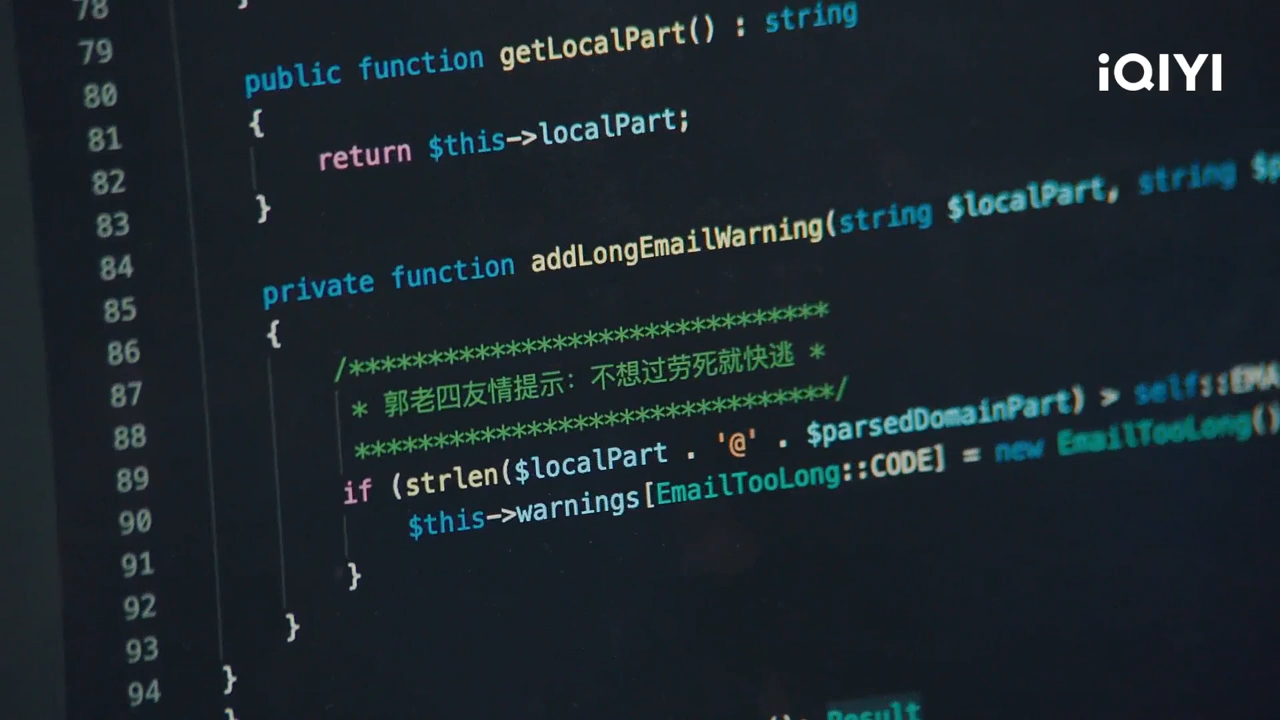 iQIYI
78
79 }
80 public function getLocalPart() : string
81 {
82 return $this->localPart;
83 }
84
85 private function addLongEmailWarning(string $localPart, string
86 {
87 /******************************
88 * 郭老四友情提示: 不想过劳死就快逃 *
89 ******************************/
90 if (strlen($localPart . '@' . $parsedDomainPart) > self::EMA
91 $this->warnings[EmailTooLong::CODE] = new EmailTooLong()
92 }
93 }
94 }
Result